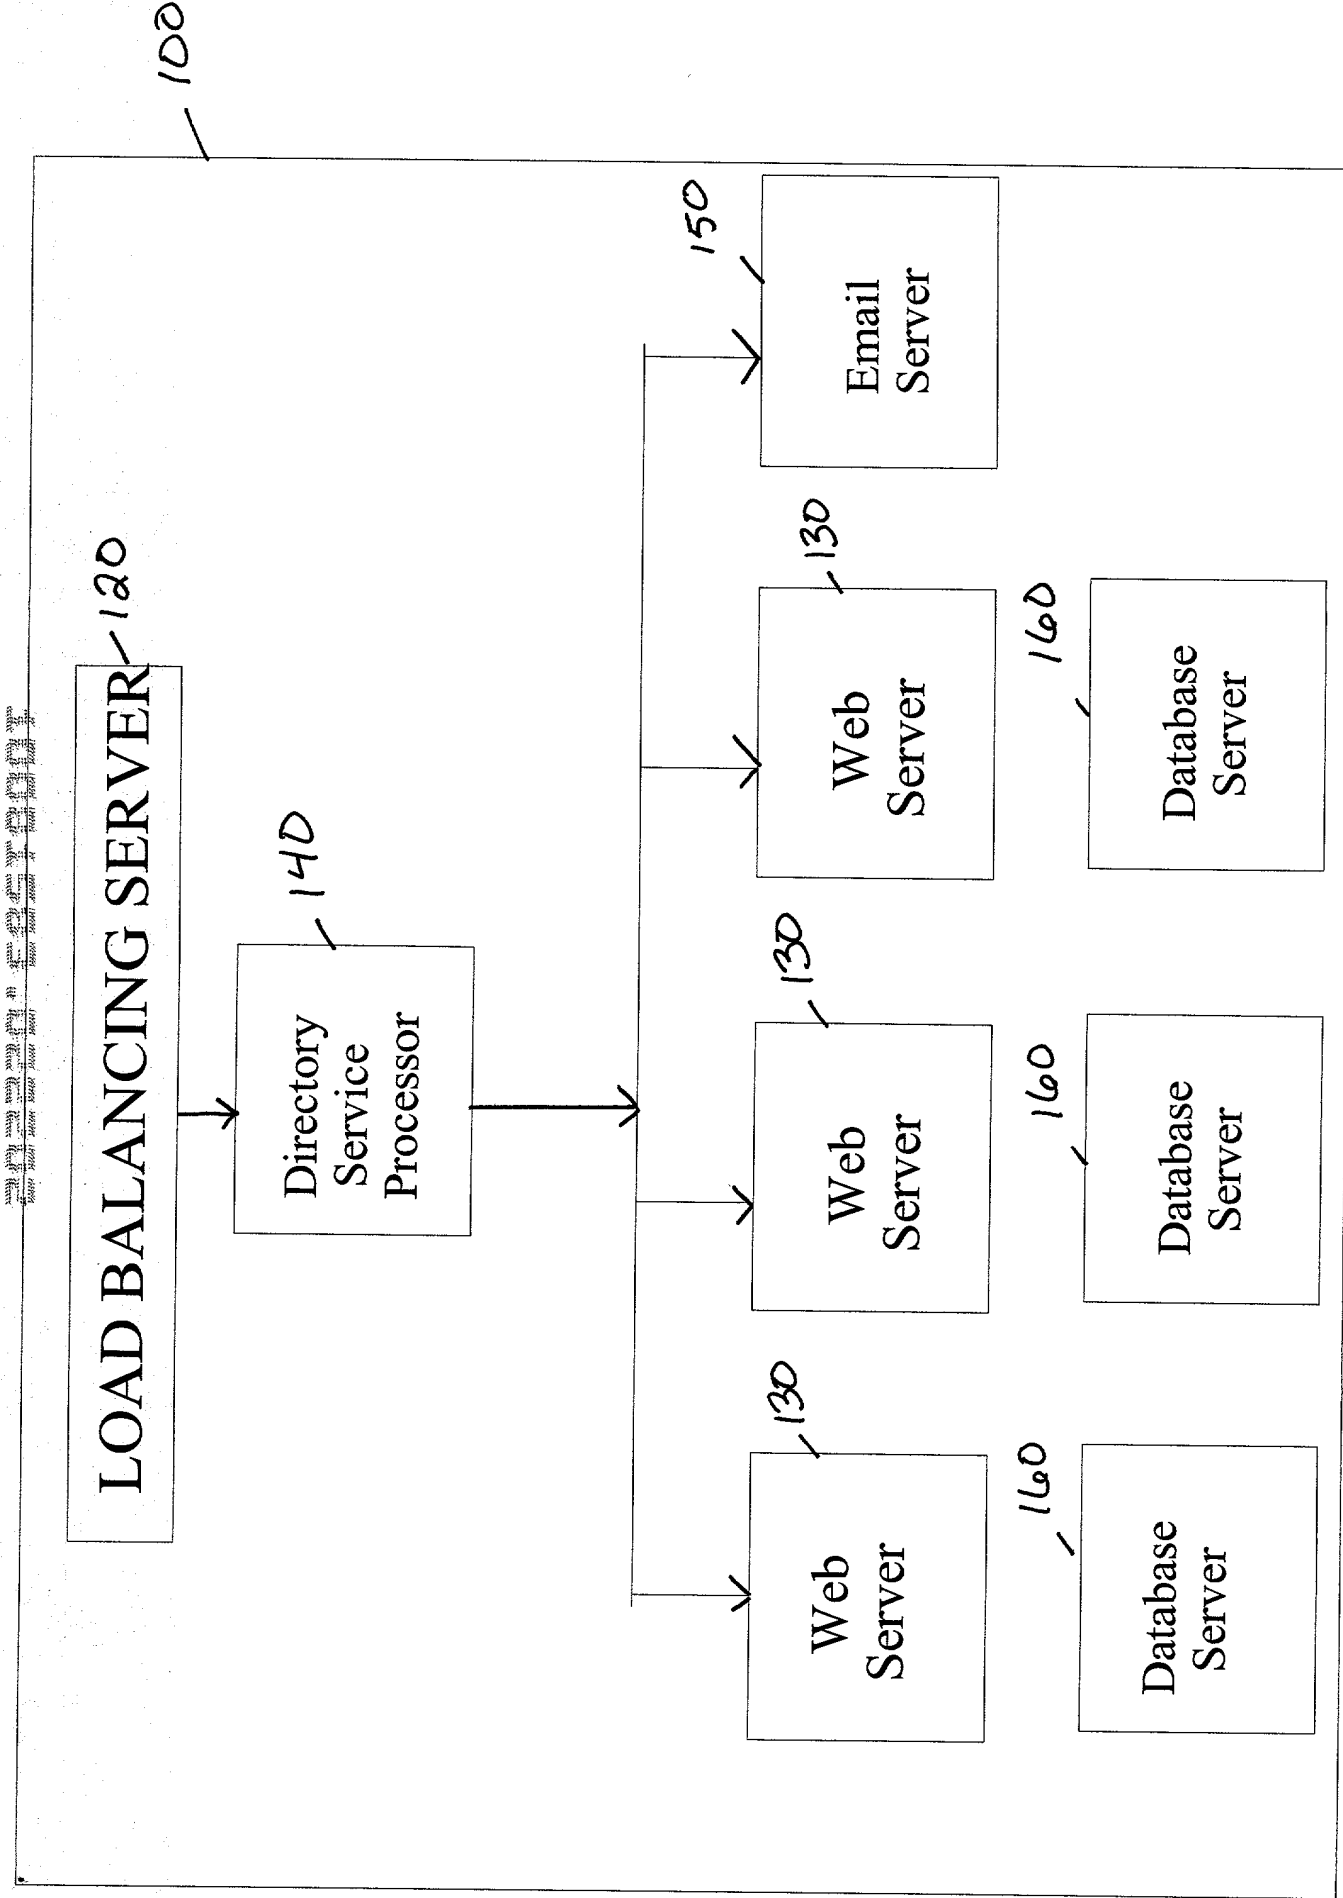 100
LOAD BALANCING SERVER
120
Directory
Service
Processor
140
Web
Server
130
Web
Server
130
Web
Server
130
Email
Server
150
Database
Server
160
Database
Server
160
Database
Server
160